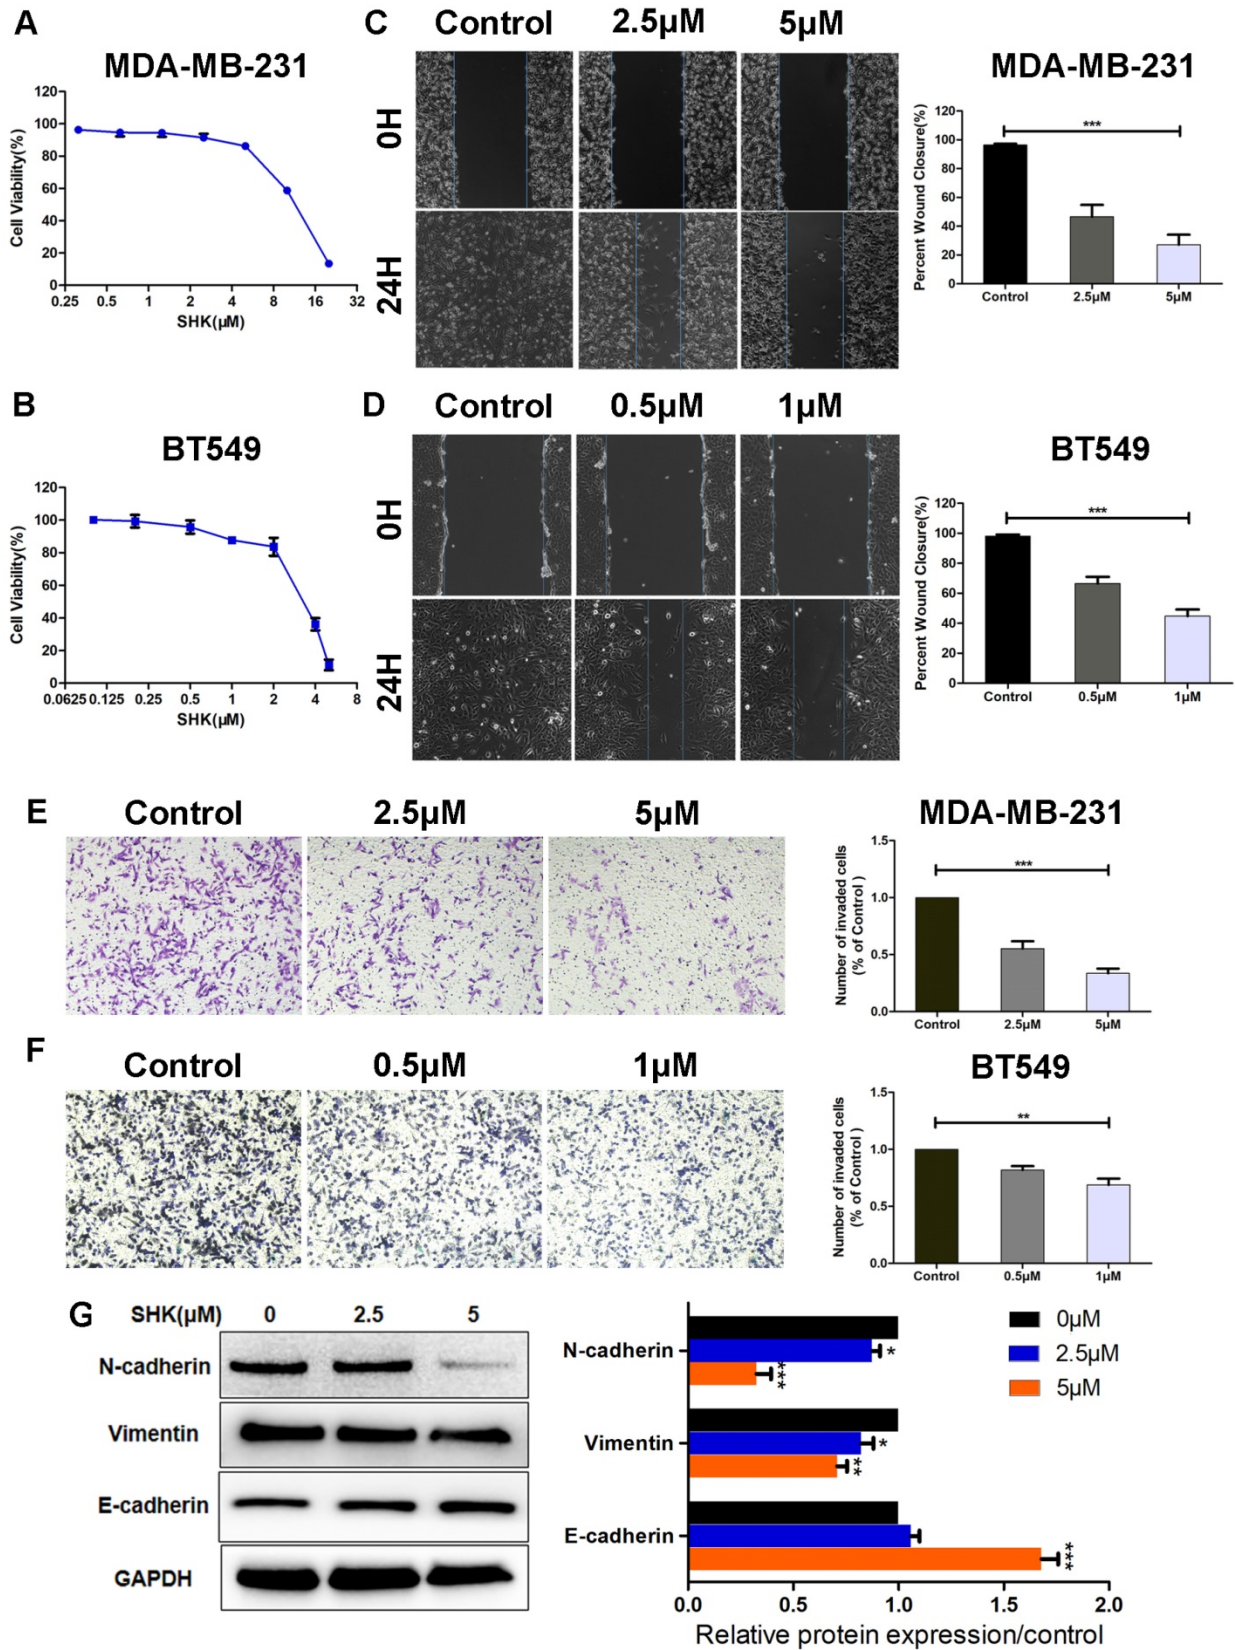 A
MDA-MB-231
Cell Viability(%)
120
100
80
60
40
20
0
0.25 0.5 1 2 4 8 16 32
SHK(µM)
C
Control 2.5µM 5µM
0H
24H
MDA-MB-231
Percent Wound Closure(%)
120
100
80
60
40
20
0
***
Control 2.5µM 5µM
B
BT549
Cell Viability(%)
120
100
80
60
40
20
0
0.0625 0.125 0.25 0.5 1 2 4 8
SHK(µM)
D
Control 0.5µM 1µM
0H
24H
BT549
Percent Wound Closure(%)
120
100
80
60
40
20
0
***
Control 0.5µM 1µM
E
Control 2.5µM 5µM
MDA-MB-231
Number of invaded cells
(% of Control )
1.5
1.0
0.5
0.0
***
Control 2.5µM 5µM
F
Control 0.5µM 1µM
BT549
Number of invaded cells
(% of Control )
1.5
1.0
0.5
0.0
**
Control 0.5µM 1µM
G
SHK(µM) 0 2.5 5
N-cadherin
Vimentin
E-cadherin
GAPDH
0µM
2.5µM
5µM
N-cadherin
*
***
Vimentin
*
**
E-cadherin
***
0.0 0.5 1.0 1.5 2.0
Relative protein expression/control